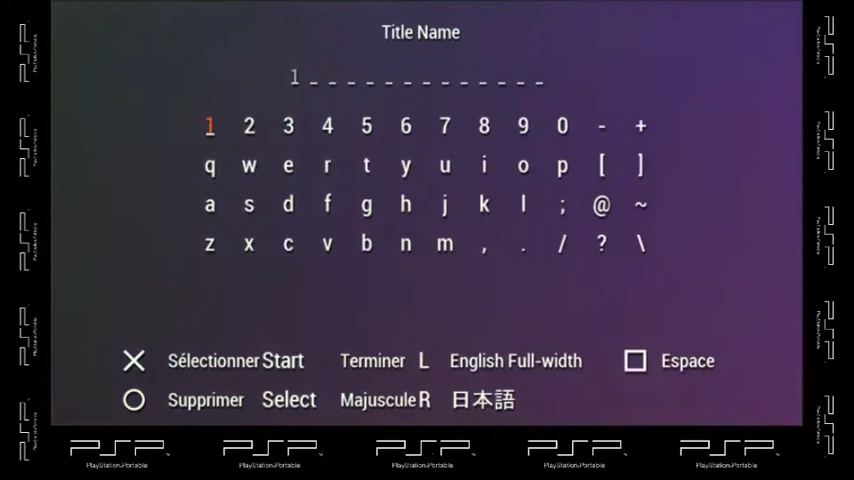 Title Name
1 _ _ _ _ _ _ _ _ _ _ _ _ _
1 2 3 4 5 6 7 8 9 0 - +
q w e r t y u i o p [ ]
a s d f g h j k l ; @ ~
z x c v b n m , . / ? \
Sélectionner Start Terminer L English Full-width Espace
Supprimer Select Majuscule R 日本語
PSP PSP PSP PSP PSP
PlayStation Portable PlayStation Portable PlayStation Portable PlayStation Portable PlayStation Portable